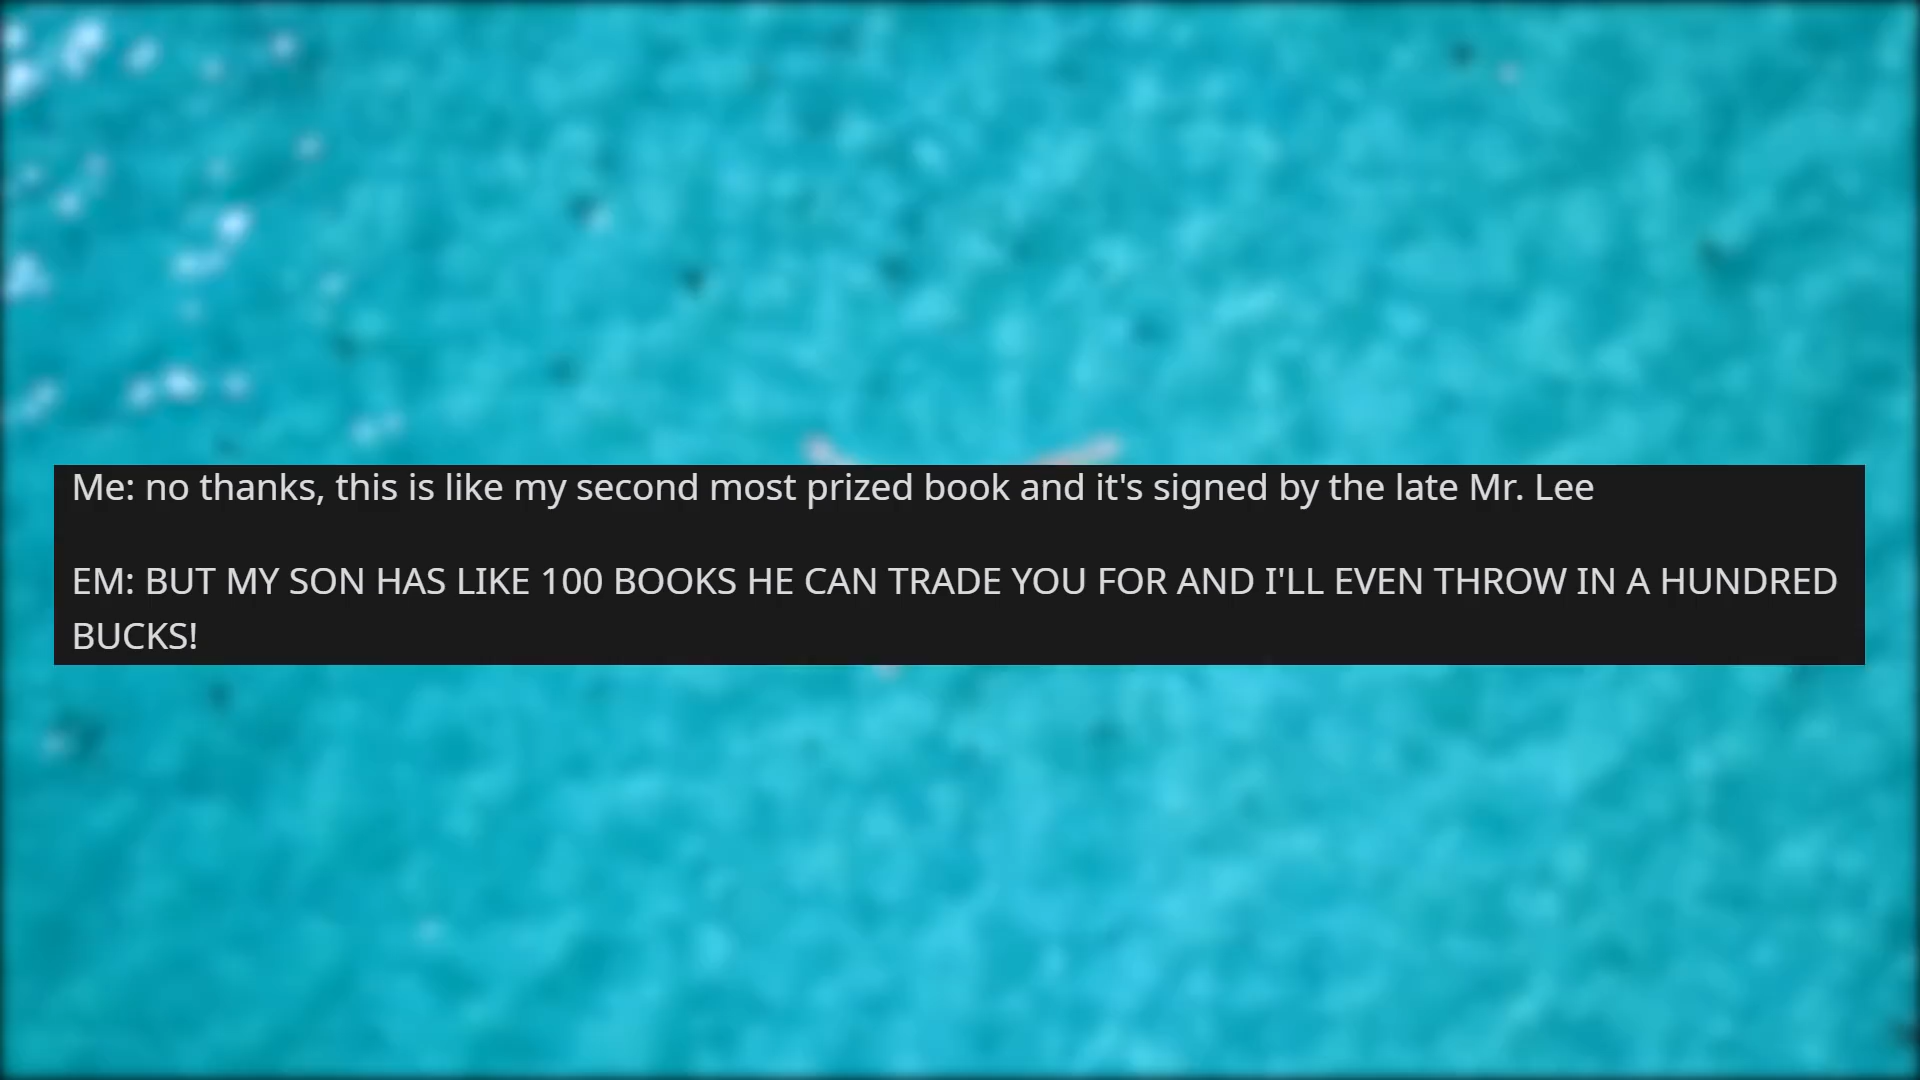 Me: no thanks, this is like my second most prized book and it's signed by the late Mr. Lee
EM: BUT MY SON HAS LIKE 100 BOOKS HE CAN TRADE YOU FOR AND I'LL EVEN THROW IN A HUNDRED
BUCKS!